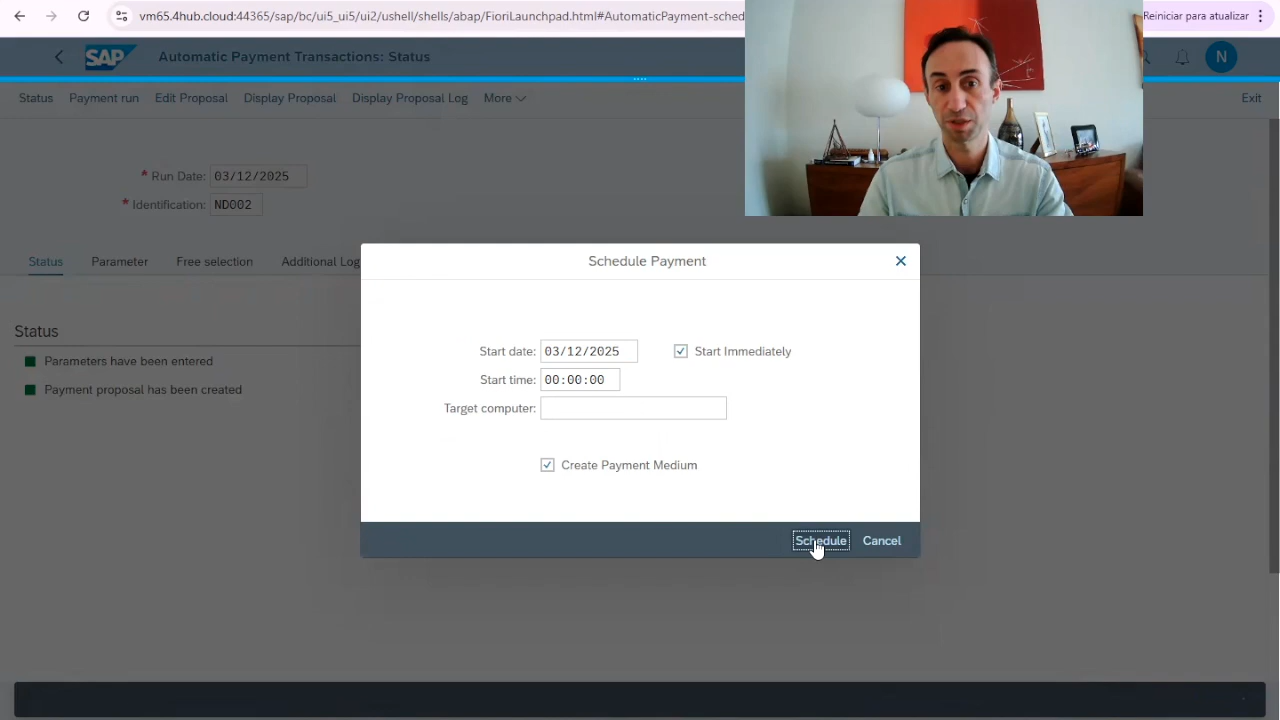 vm65.4hub.cloud:44365/sap/bc/ui5_ui5/ui2/ushell/shells/abap/FioriLaunchpad.html#AutomaticPayment-sched
Reiniciar para atualizar
SAP
Automatic Payment Transactions: Status
N
Status Payment run Edit Proposal Display Proposal Display Proposal Log More
Exit
* Run Date: 03/12/2025
* Identification: ND002
Status Parameter Free selection Additional Log
Schedule Payment
Status
Parameters have been entered
Payment proposal has been created
Start date: 03/12/2025 Start Immediately
Start time: 00:00:00
Target computer:
Create Payment Medium
Schedule Cancel